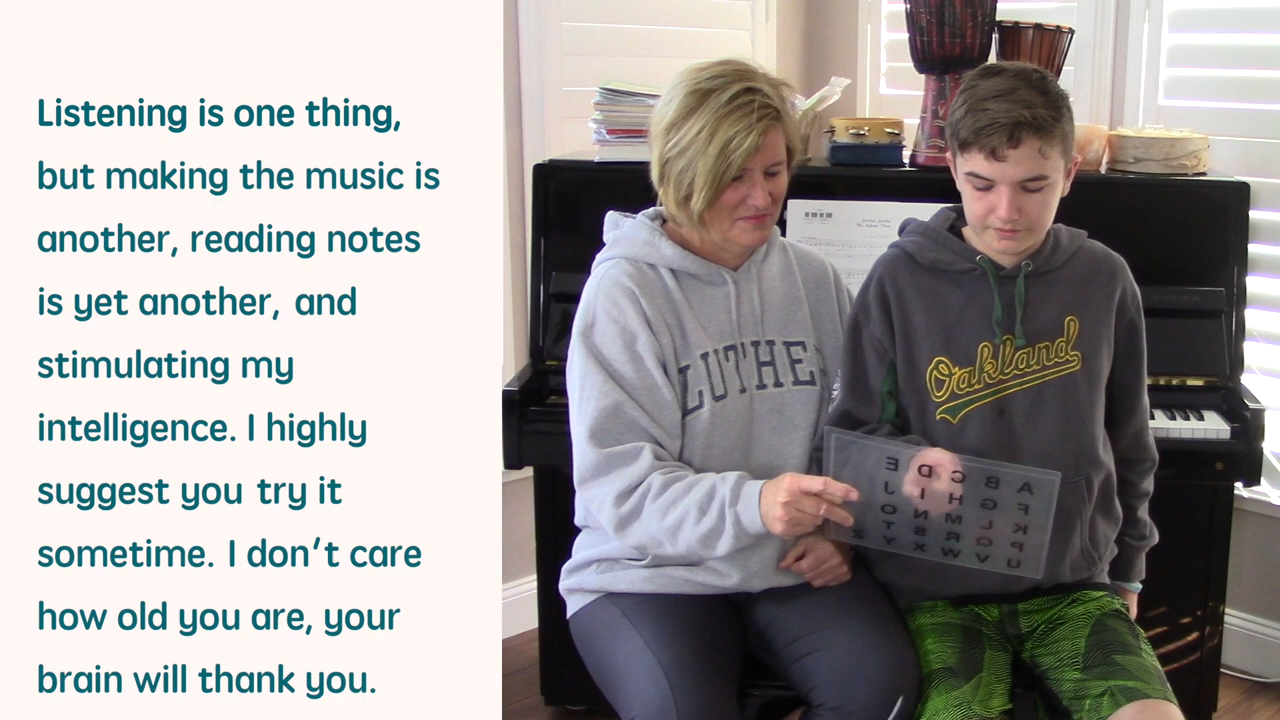 Listening is one thing,
but making the music is
another, reading notes
is yet another, and
stimulating my
intelligence. I highly
suggest you try it
sometime. I don't care
how old you are, your
brain will thank you.
LUTHE
Oakland
A B C D E
F G H I J
K L M N O
P Q R S T
U V W X Y Z